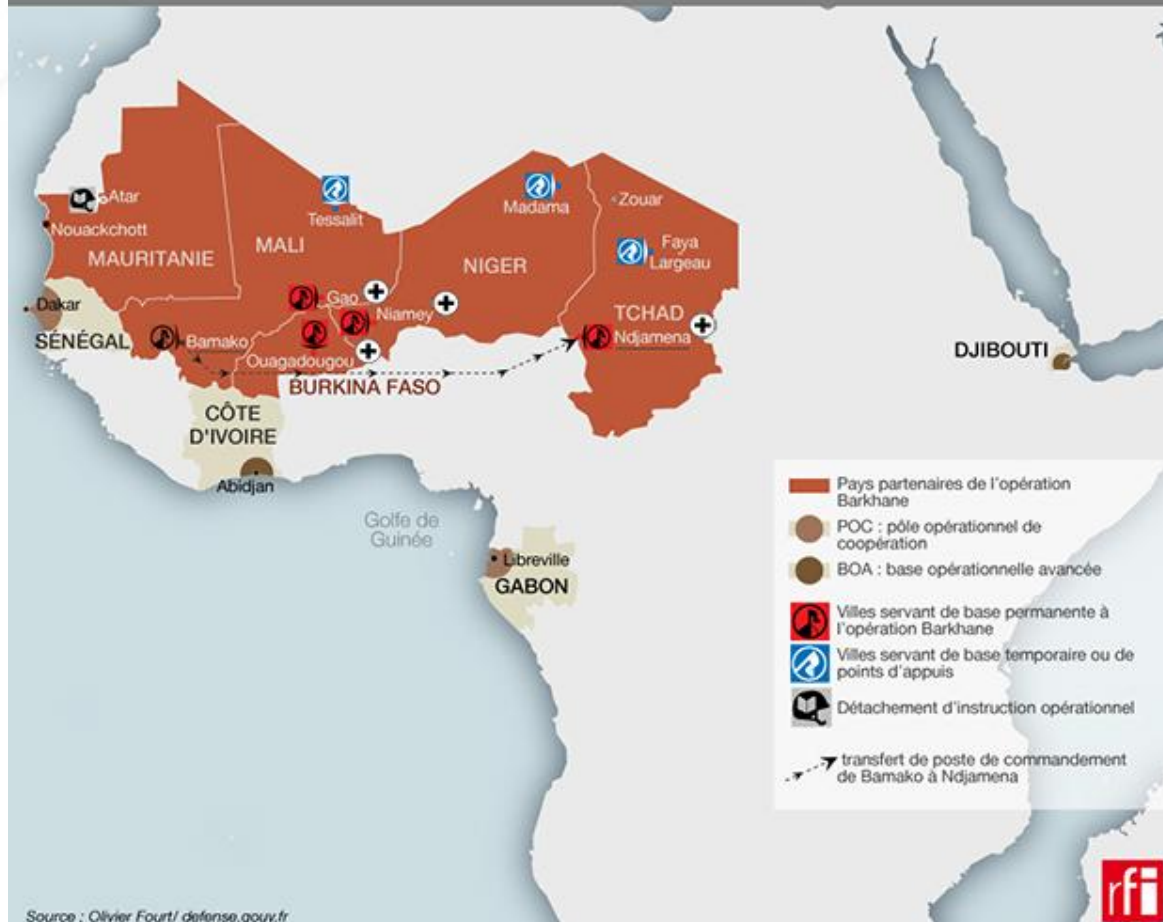 Atar
Nouackchott
MAURITANIE
MALI
Tessalit
Madama
Zouar
Faya
Largeau
NIGER
TCHAD
Gao
Niamey
Ndjamena
Dakar
SÉNÉGAL
Bamako
Ouagadougou
BURKINA FASO
DJIBOUTI
CÔTE
D'IVOIRE
Abidjan
Golfe de
Guinée
Libreville
GABON
Pays partenaires de l'opération
Barkhane
POC : pôle opérationnel de
coopération
BOA : base opérationnelle avancée
Villes servant de base permanente à
l'opération Barkhane
Villes servant de base temporaire ou de
points d'appuis
Détachement d'instruction opérationnel
transfert de poste de commandement
de Bamako à Ndjamena
Source : Olivier Fourt/ defense.gouv.fr
rfi